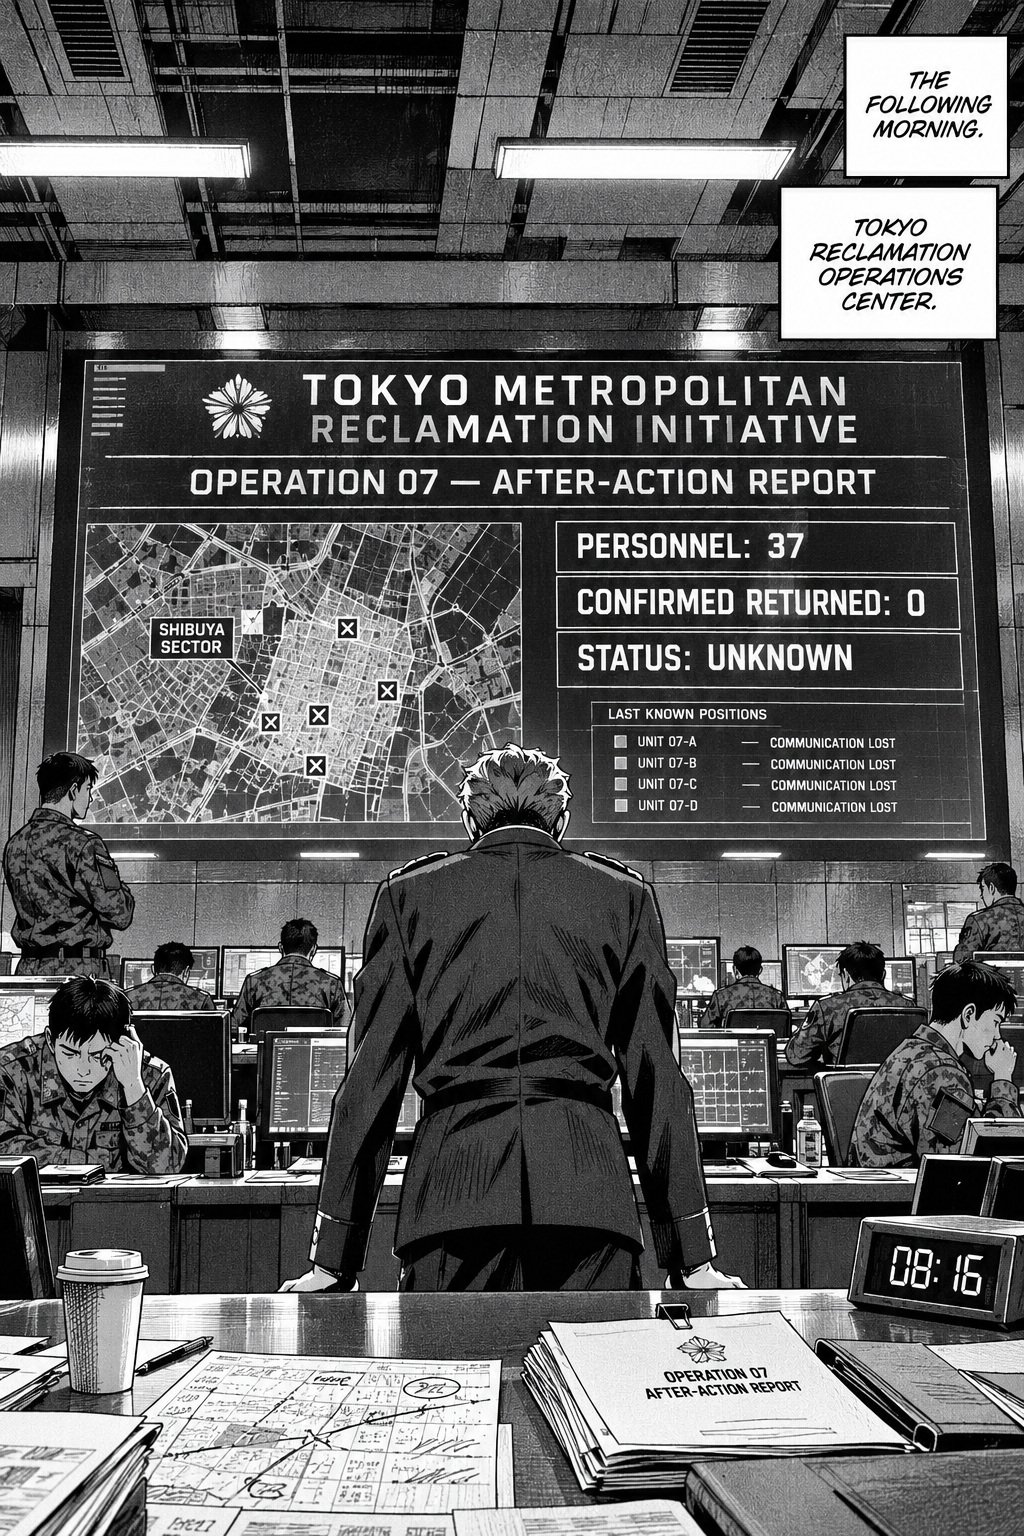 THE
FOLLOWING
MORNING.
TOKYO
RECLAMATION
OPERATIONS
CENTER.
TOKYO METROPOLITAN
RECLAMATION INITIATIVE
OPERATION 07 — AFTER-ACTION REPORT
SHIBUYA
SECTOR
PERSONNEL: 37
CONFIRMED RETURNED: 0
STATUS: UNKNOWN
LAST KNOWN POSITIONS
UNIT 07-A — COMMUNICATION LOST
UNIT 07-B — COMMUNICATION LOST
UNIT 07-C — COMMUNICATION LOST
UNIT 07-D — COMMUNICATION LOST
08:16
OPERATION 07
AFTER-ACTION REPORT